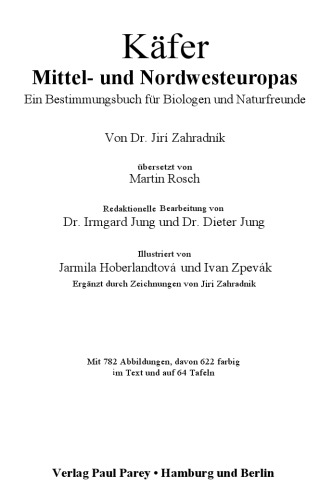 Käfer
Mittel- und Nordwesteuropas
Ein Bestimmungsbuch für Biologen und Naturfreunde
Von Dr. Jiri Zahradnik
übersetzt von
Martin Rosch
Redaktionelle Bearbeitung von
Dr. Irmgard Jung und Dr. Dieter Jung
Illustriert von
Jarmila Hoberlandtová und Ivan Zpevák
Ergänzt durch Zeichnungen von Jiri Zahradnik
Mit 782 Abbildungen, davon 622 farbig
im Text und auf 64 Tafeln
Verlag Paul Parey • Hamburg und Berlin